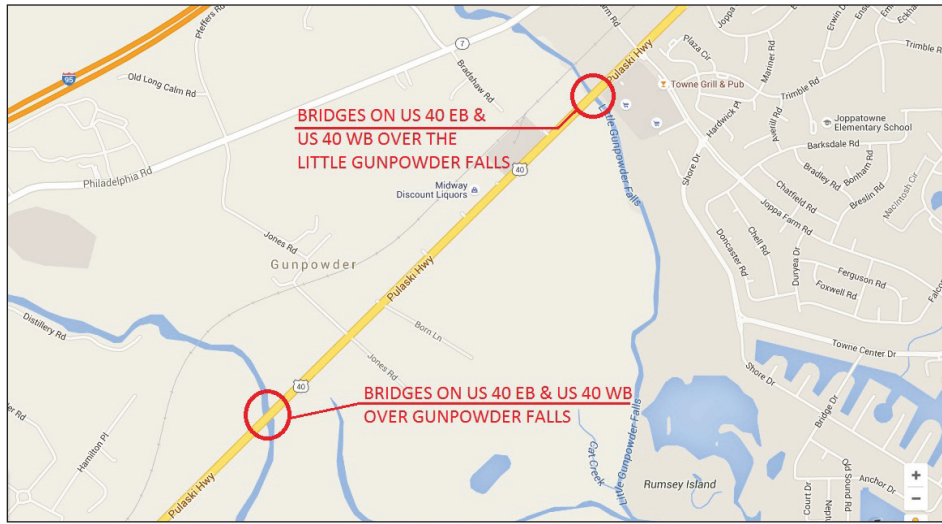 Pfeffers Rd
95
Old Long Calm Rd
7
Bradshaw Rd
Philadelphia Rd
BRIDGES ON US 40 EB &
US 40 WB OVER THE
LITTLE GUNPOWDER FALLS
Pulaski Hwy
Little Gunpowder Falls
Farm Rd
Plaza Cir
Joppa
Mariner Rd
Erwin Dr
Eckha
Trimble R
Trimble Rd
Towne Grill & Pub
Hardwick Pl
Averill Rd
Joppatowne
Elementary School
Barksdale Rd
Bradley Rd
Bonham Rd
Breslin Rd
Macintosh Cir
Shore Dr
Chatfield Rd
Joppa Farm Rd
40
Midway
Discount Liquors
Jones Rd
Gunpowder
Pulaski Hwy
Doncaster Rd
Chell Rd
Duryea Dr
Ferguson Rd
Foxwell Rd
Falco
Distillery Rd
Born Ln
Jones Rd
Towne Center Dr
Shore Dr
40
BRIDGES ON US 40 EB & US 40 WB
OVER GUNPOWDER FALLS
Bridge Dr
der Rd
Hamilton Pl
Cat Creek
Little Gunpowder Falls
Rumsey Island
Pulaski Hwy
Court Dr
Neptu
Old Sound Rd
Anchor Dr
+
−